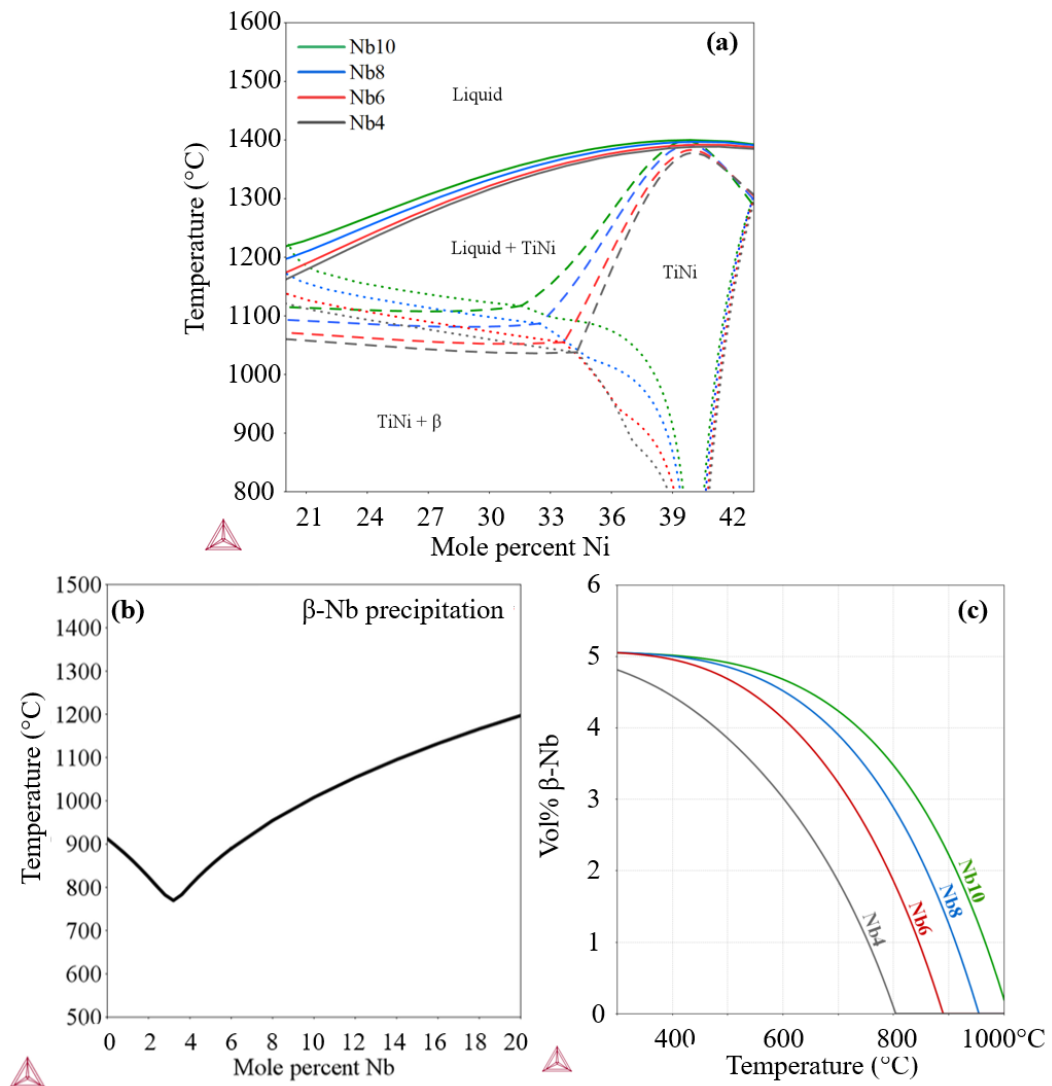 1600
(a)
Nb10
Nb8
Nb6
Nb4
Liquid
1500
1400
1300
1200
1100
1000
900
800
Temperature (°C)
Liquid + TiNi
TiNi
TiNi + β
21 24 27 30 33 36 39 42
Mole percent Ni
1500
1400
1300
1200
1100
1000
900
800
700
600
500
Temperature (°C)
(b)
β-Nb precipitation
0 2 4 6 8 10 12 14 16 18 20
Mole percent Nb
6
5
4
3
2
1
0
Vol% β-Nb
(c)
Nb4
Nb6
Nb8
Nb10
400 600 800 1000°C
Temperature (°C)